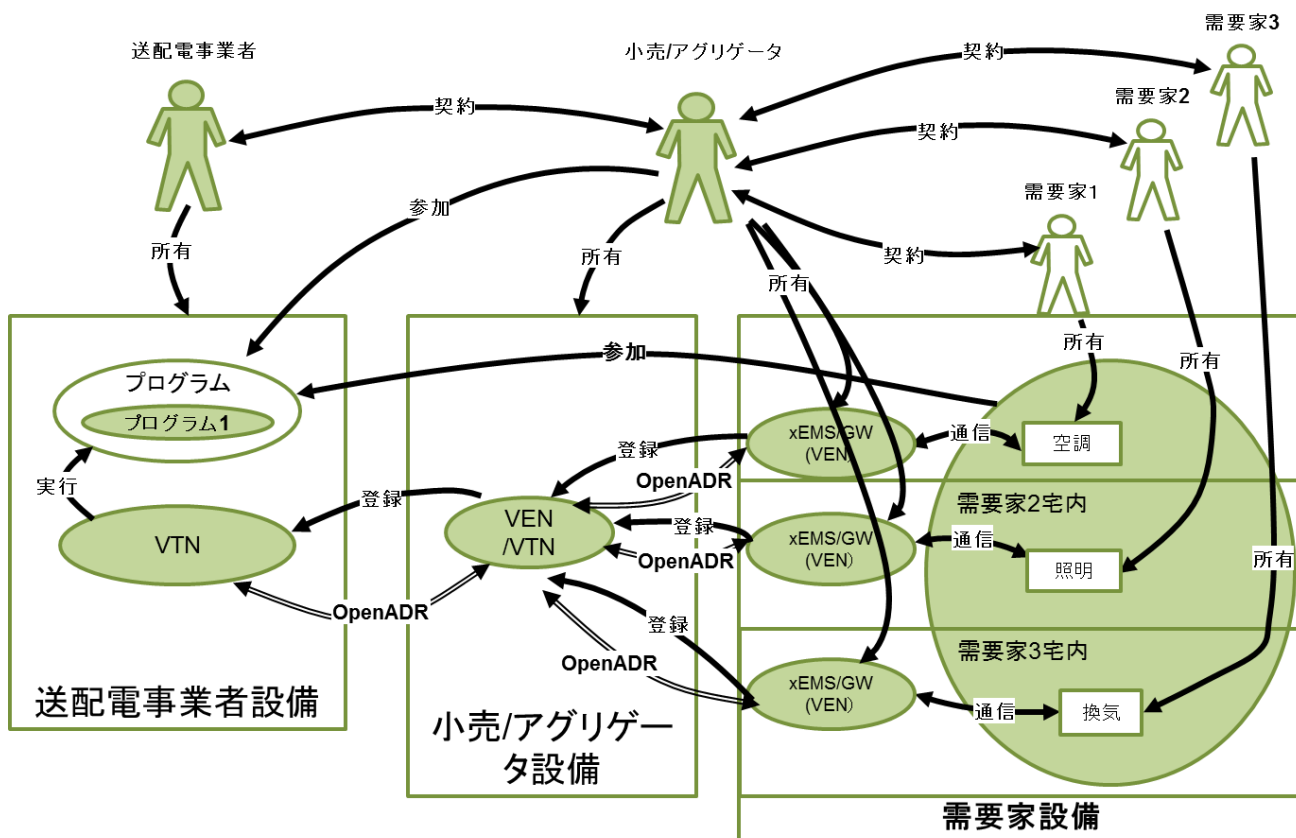 需要家3
送配電事業者
小売/アグリゲータ
契約
需要家2
契約
契約
需要家1
参加
契約
所有
所有
所有
所有
所有
参加
プログラム
プログラム1
xEMS/GW
(VEN)
通信
空調
登録
OpenADR
実行
登録
需要家2宅内
VTN
VEN
/VTN
登録
xEMS/GW
(VEN)
通信
OpenADR
照明
所有
OpenADR
登録
需要家3宅内
OpenADR
xEMS/GW
(VEN)
通信
換気
送配電事業者設備
小売/アグリゲー
タ設備
需要家設備